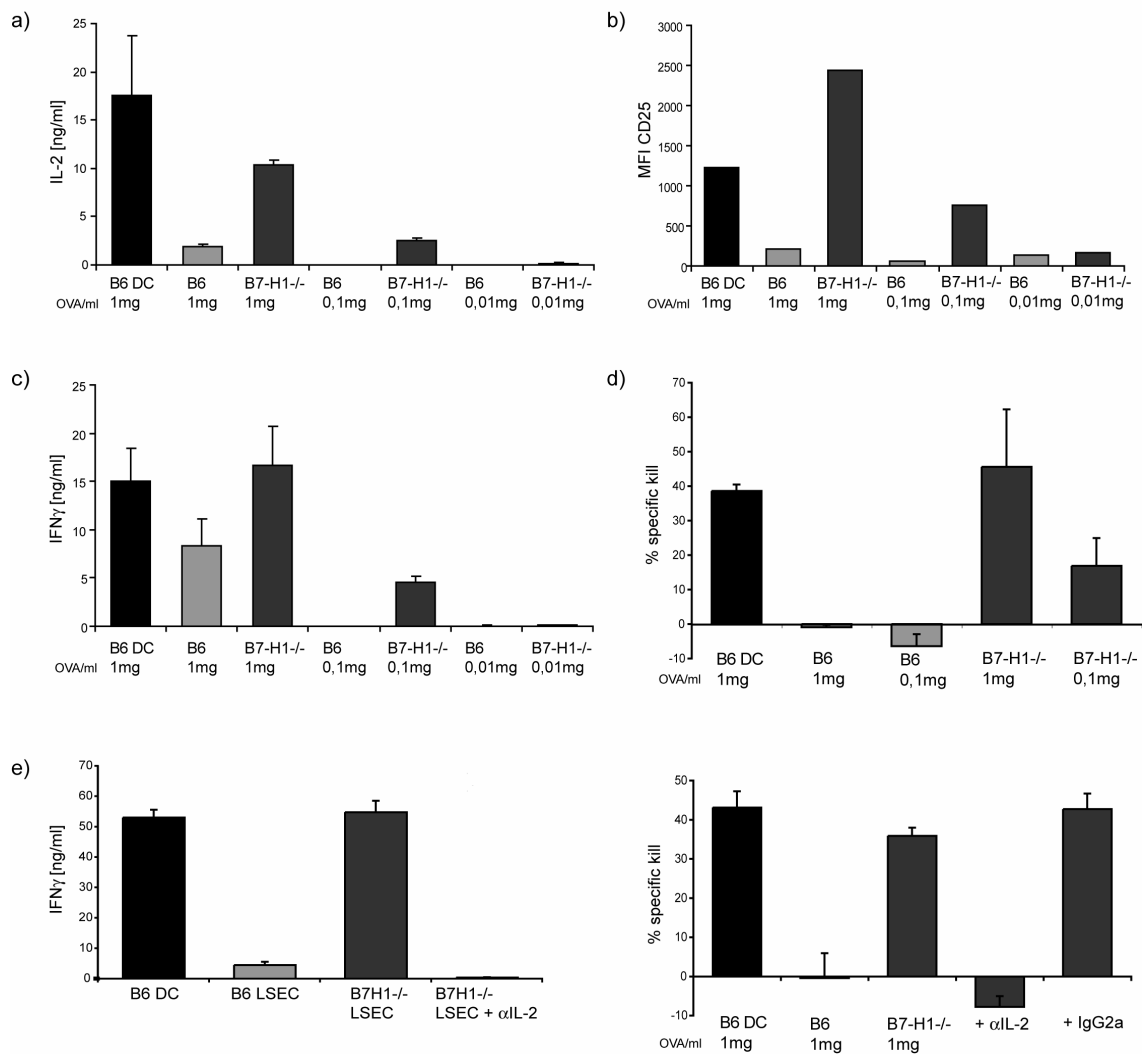 a)
25
20
15
10
5
0
IL-2 [ng/ml]
B6 DC B6 B7-H1-/- B6 B7-H1-/- B6 B7-H1-/-
OVA/ml 1mg 1mg 1mg 0,1mg 0,1mg 0,01mg 0,01mg
b)
3000
2500
2000
1500
1000
500
0
MFI CD25
B6 DC B6 B7-H1-/- B6 B7-H1-/- B6 B7-H1-/-
OVA/ml 1mg 1mg 1mg 0,1mg 0,1mg 0,01mg 0,01mg
c)
25
20
15
10
5
0
IFNγ [ng/ml]
B6 DC B6 B7-H1-/- B6 B7-H1-/- B6 B7-H1-/-
OVA/ml 1mg 1mg 1mg 0,1mg 0,1mg 0,01mg 0,01mg
d)
70
60
50
40
30
20
10
0
-10
% specific kill
B6 DC B6 B6 B7-H1-/- B7-H1-/-
OVA/ml 1mg 1mg 0,1mg 1mg 0,1mg
e)
70
60
50
40
30
20
10
0
IFNγ [ng/ml]
B6 DC B6 LSEC B7H1-/- B7H1-/-
LSEC LSEC + αIL-2
50
40
30
20
10
0
-10
% specific kill
B6 DC B6 B7-H1-/- + αIL-2 + IgG2a
OVA/ml 1mg 1mg 1mg